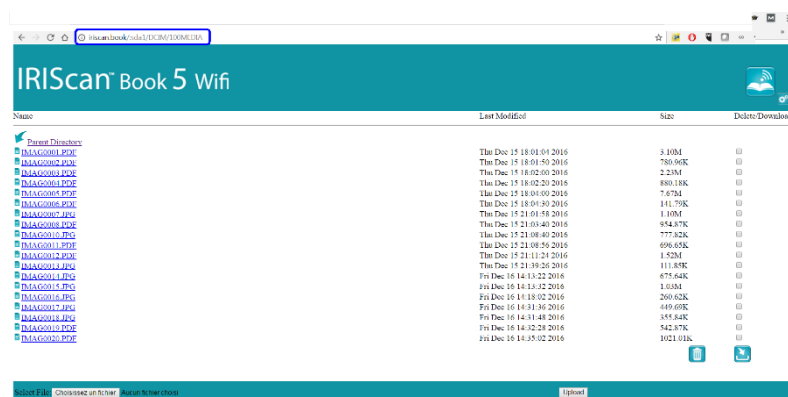 iriscan.book/sda1/DCIM/100MEDIA
IRIScan™ Book 5 Wifi
Name Last Modified Size Delete/Downloa
Parent Directory
IMAG0001.PDF Thu Dec 15 18:01:04 2016 3.10M
IMAG0002.PDF Thu Dec 15 18:01:50 2016 780.96K
IMAG0003.PDF Thu Dec 15 18:02:00 2016 2.23M
IMAG0004.PDF Thu Dec 15 18:02:20 2016 880.18K
IMAG0005.PDF Thu Dec 15 18:04:00 2016 7.67M
IMAG0006.PDF Thu Dec 15 18:04:30 2016 141.79K
IMAG0007.JPG Thu Dec 15 21:01:58 2016 1.10M
IMAG0008.PDF Thu Dec 15 21:03:40 2016 954.87K
IMAG0010.JPG Thu Dec 15 21:08:40 2016 777.82K
IMAG0011.PDF Thu Dec 15 21:08:56 2016 696.65K
IMAG0012.PDF Thu Dec 15 21:11:24 2016 1.52M
IMAG0013.JPG Thu Dec 15 21:39:26 2016 111.85K
IMAG0014.JPG Fri Dec 16 14:13:22 2016 675.64K
IMAG0015.JPG Fri Dec 16 14:13:32 2016 1.03M
IMAG0016.JPG Fri Dec 16 14:18:02 2016 260.62K
IMAG0017.JPG Fri Dec 16 14:31:36 2016 449.69K
IMAG0018.JPG Fri Dec 16 14:31:48 2016 355.84K
IMAG0019.PDF Fri Dec 16 14:32:28 2016 542.87K
IMAG0020.PDF Fri Dec 16 14:35:02 2016 1021.01K
Select File: Choisissez un fichier Aucun fichier choisi Upload